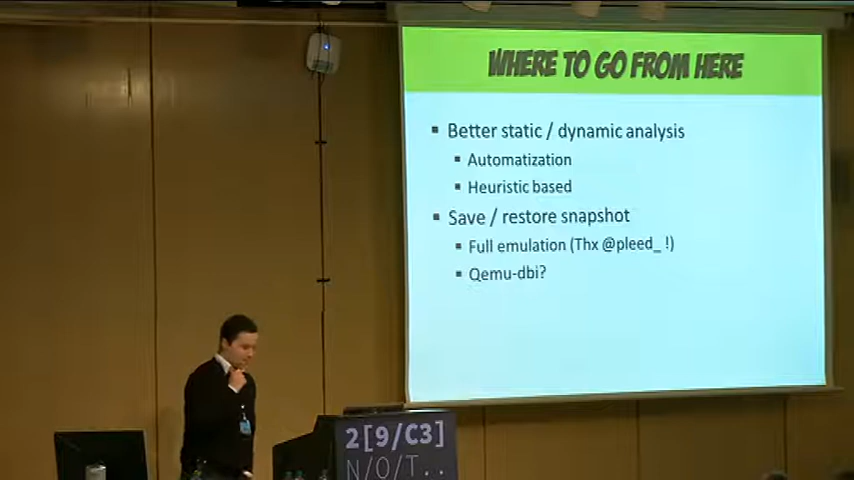 WHERE TO GO FROM HERE
▪ Better static / dynamic analysis
▪ Automatization
▪ Heuristic based
▪ Save / restore snapshot
▪ Full emulation (Thx @pleed_ !)
▪ Qemu-dbi?
2[9/C3]
N/O/T..